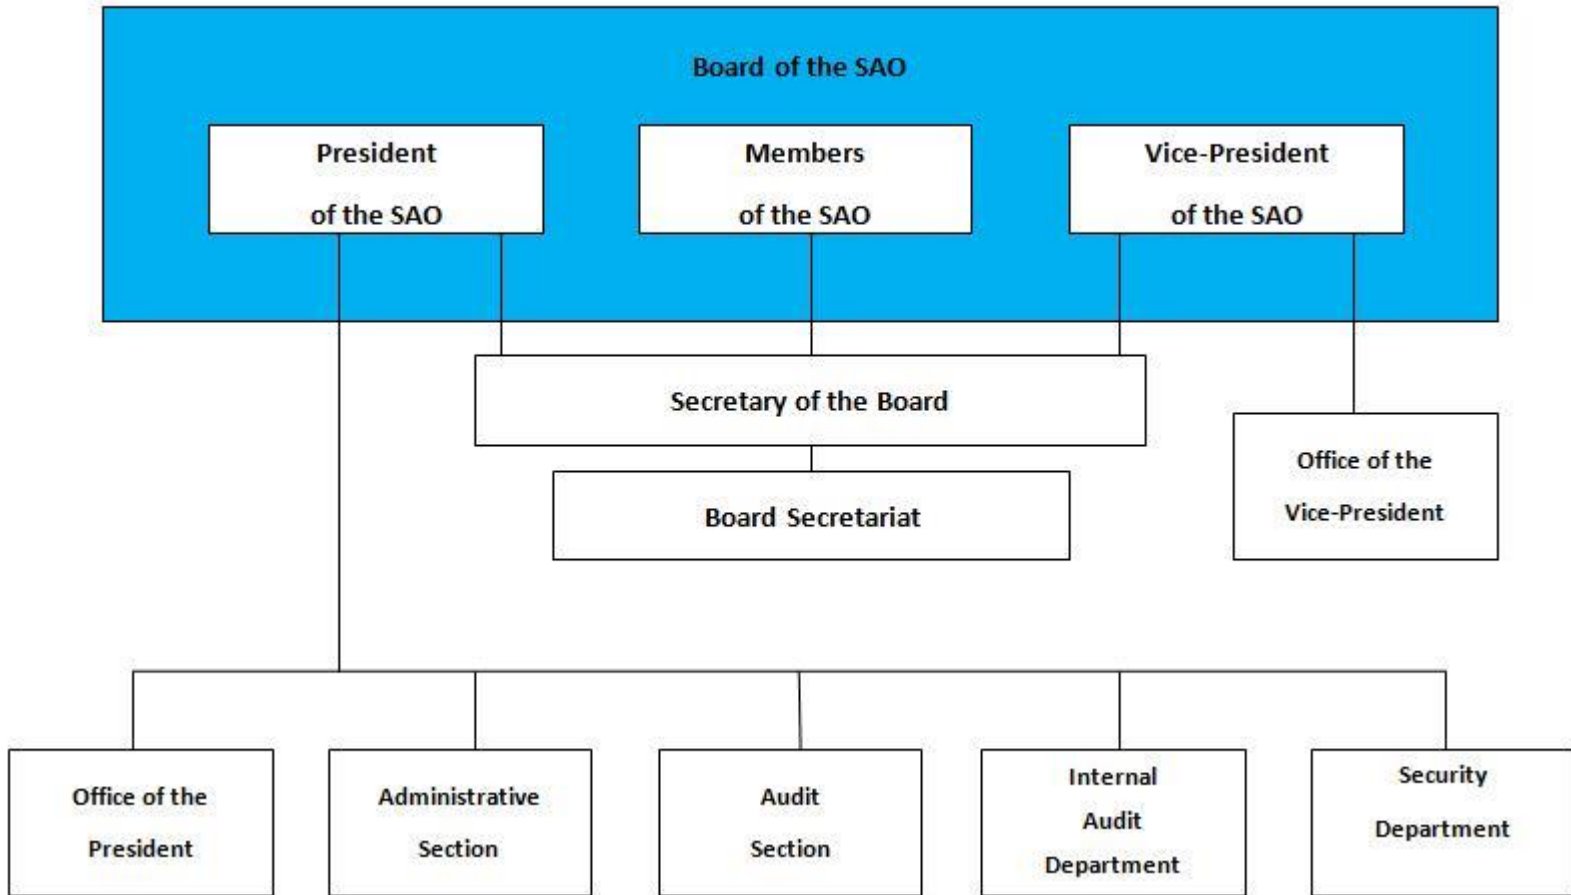 Board of the SAO
President
of the SAO
Members
of the SAO
Vice-President
of the SAO
Secretary of the Board
Board Secretariat
Office of the
Vice-President
Office of the
President
Administrative
Section
Audit
Section
Internal
Audit
Department
Security
Department